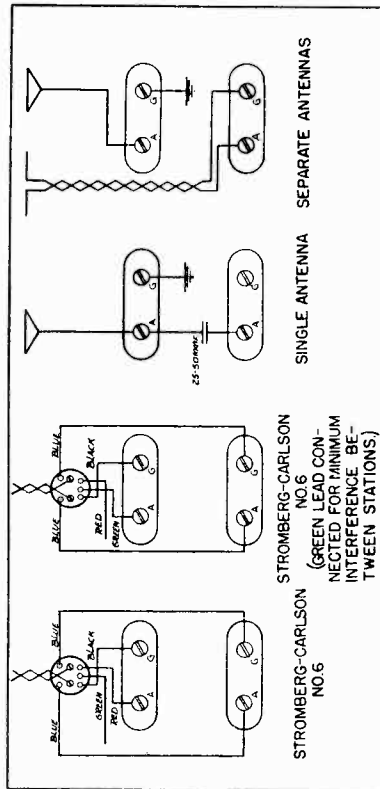 BLUE
BLUE
BLACK
GREEN
RED
A
G
A
G
STROMBERG-CARLSON
NO.6
BLUE
BLUE
BLACK
RED
GREEN
A
G
A
G
STROMBERG-CARLSON
NO.6
(GREEN LEAD CON-
NECTED FOR MINIMUM
INTERFERENCE BE-
TWEEN STATIONS.)
A
G
25-50MMF.
A
G
SINGLE ANTENNA
A
G
A
G
SEPARATE ANTENNAS